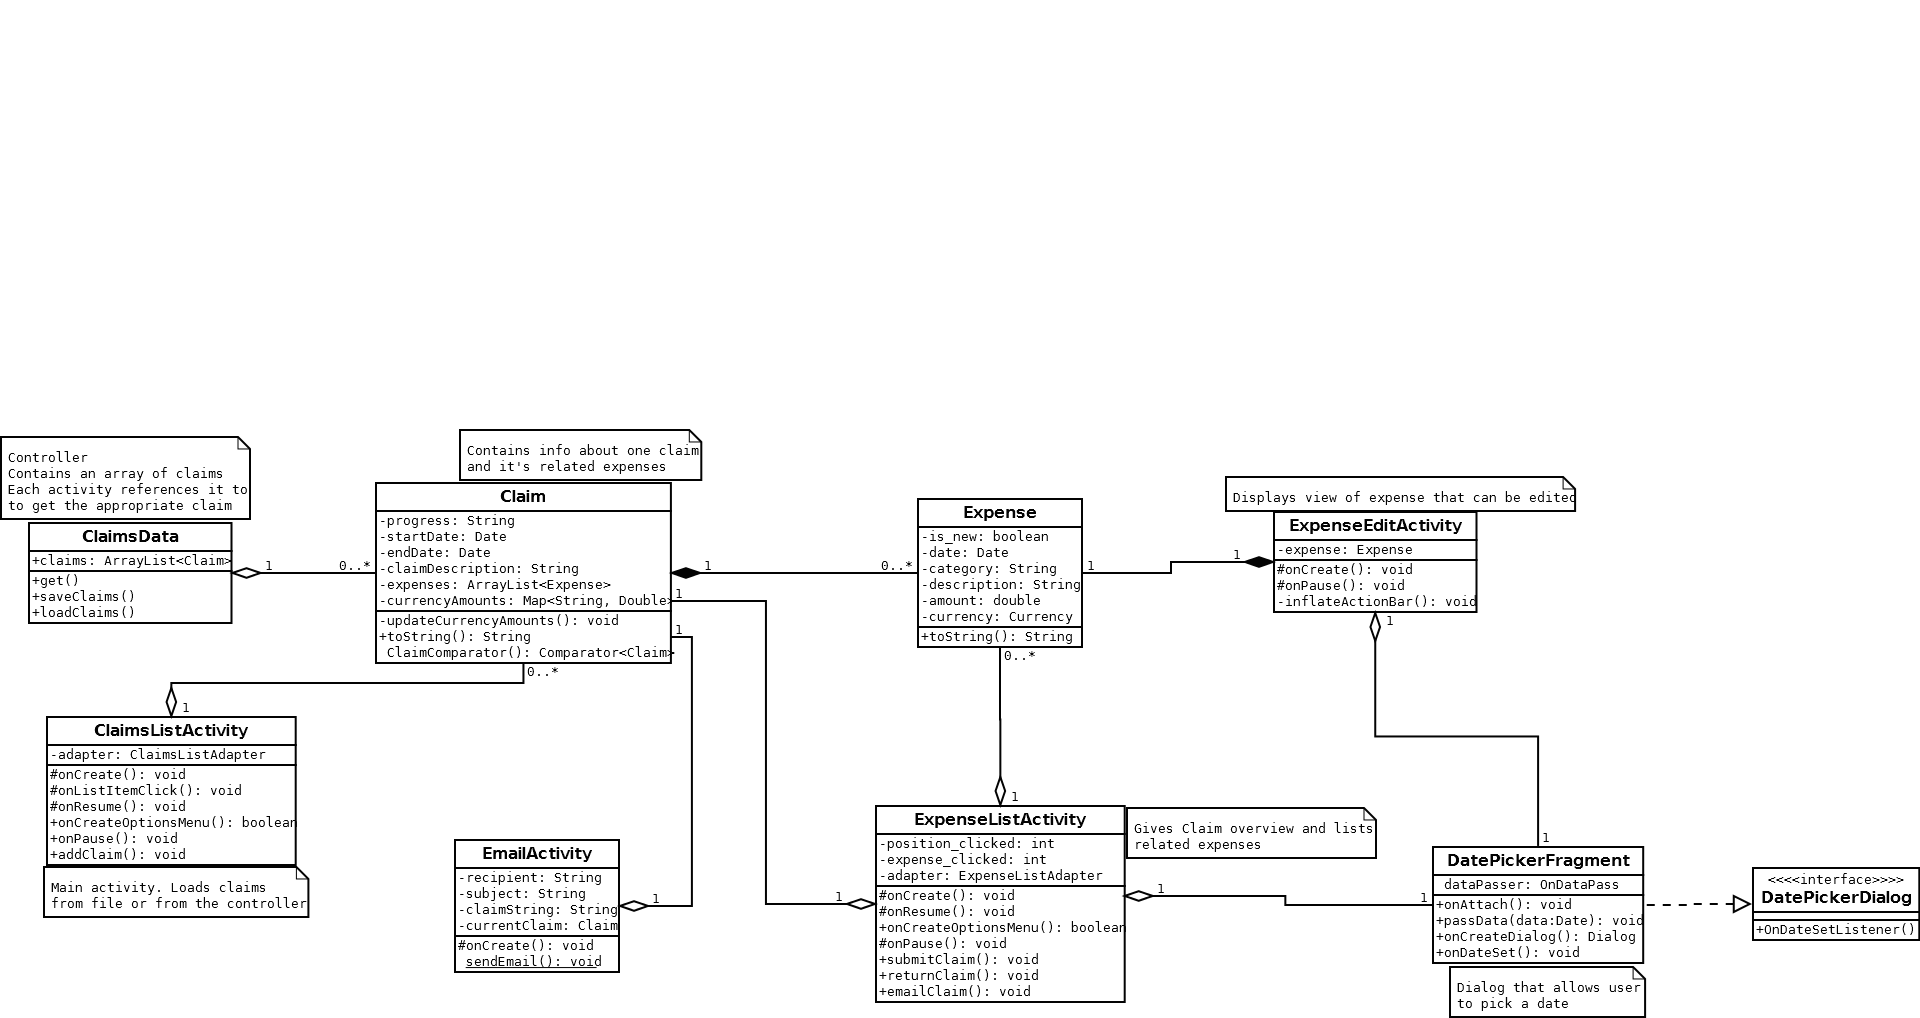 Controller
Contains an array of claims
Each activity references it to
to get the appropriate claim
ClaimsData
+claims: ArrayList<Claim>
+get()
+saveClaims()
+loadClaims()
1
0..*
Contains info about one claim
and it's related expenses
Claim
-progress: String
-startDate: Date
-endDate: Date
-claimDescription: String
-expenses: ArrayList<Expense>
-currencyAmounts: Map<String, Double>
-updateCurrencyAmounts(): void
+toString(): String
ClaimComparator(): Comparator<Claim>
1
0..*
1
1
0..*
1
Expense
-is_new: boolean
-date: Date
-category: String
-description: String
-amount: double
-currency: Currency
+toString(): String
1
1
0..*
1
Displays view of expense that can be edited
ExpenseEditActivity
-expense: Expense
#onCreate(): void
#onPause(): void
-inflateActionBar(): void
1
1
ClaimsListActivity
-adapter: ClaimsListAdapter
#onCreate(): void
#onListItemClick(): void
#onResume(): void
+onCreateOptionsMenu(): boolean
+onPause(): void
+addClaim(): void
Main activity. Loads claims
from file or from the controller
EmailActivity
-recipient: String
-subject: String
-claimString: String
-currentClaim: Claim
#onCreate(): void
sendEmail(): void
1
1
ExpenseListActivity
-position_clicked: int
-expense_clicked: int
-adapter: ExpenseListAdapter
#onCreate(): void
#onResume(): void
+onCreateOptionsMenu(): boolean
#onPause(): void
+submitClaim(): void
+returnClaim(): void
+emailClaim(): void
Gives Claim overview and lists
related expenses
1
1
DatePickerFragment
dataPasser: OnDataPass
+onAttach(): void
+passData(data:Date): void
+onCreateDialog(): Dialog
+onDateSet(): void
Dialog that allows user
to pick a date
<<<<interface>>>>
DatePickerDialog
+OnDateSetListener()